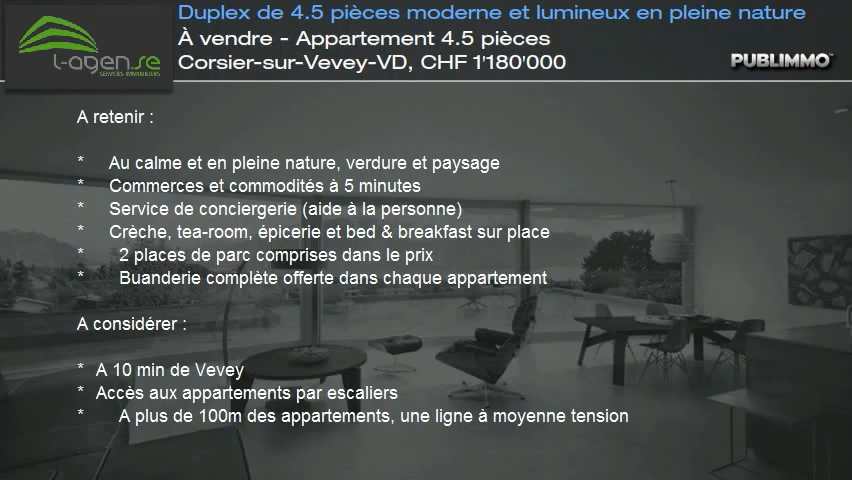 Duplex de 4.5 pièces moderne et lumineux en pleine nature
À vendre - Appartement 4.5 pièces
Corsier-sur-Vevey-VD, CHF 1'180'000
l-agen.se
SERVICES IMMOBILIERS
PUBLIMMO
A retenir :
* Au calme et en pleine nature, verdure et paysage
* Commerces et commodités à 5 minutes
* Service de conciergerie (aide à la personne)
* Crèche, tea-room, épicerie et bed & breakfast sur place
* 2 places de parc comprises dans le prix
* Buanderie complète offerte dans chaque appartement
A considérer :
* A 10 min de Vevey
* Accès aux appartements par escaliers
* A plus de 100m des appartements, une ligne à moyenne tension